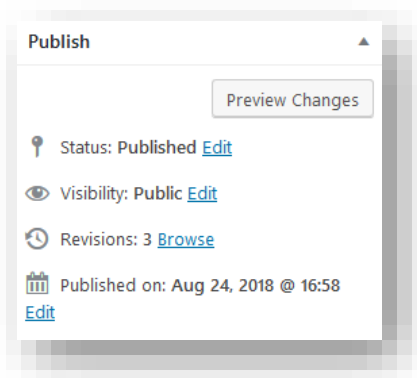 Publish
Preview Changes
Status: Published Edit
Visibility: Public Edit
Revisions: 3 Browse
Published on: Aug 24, 2018 @ 16:58
Edit